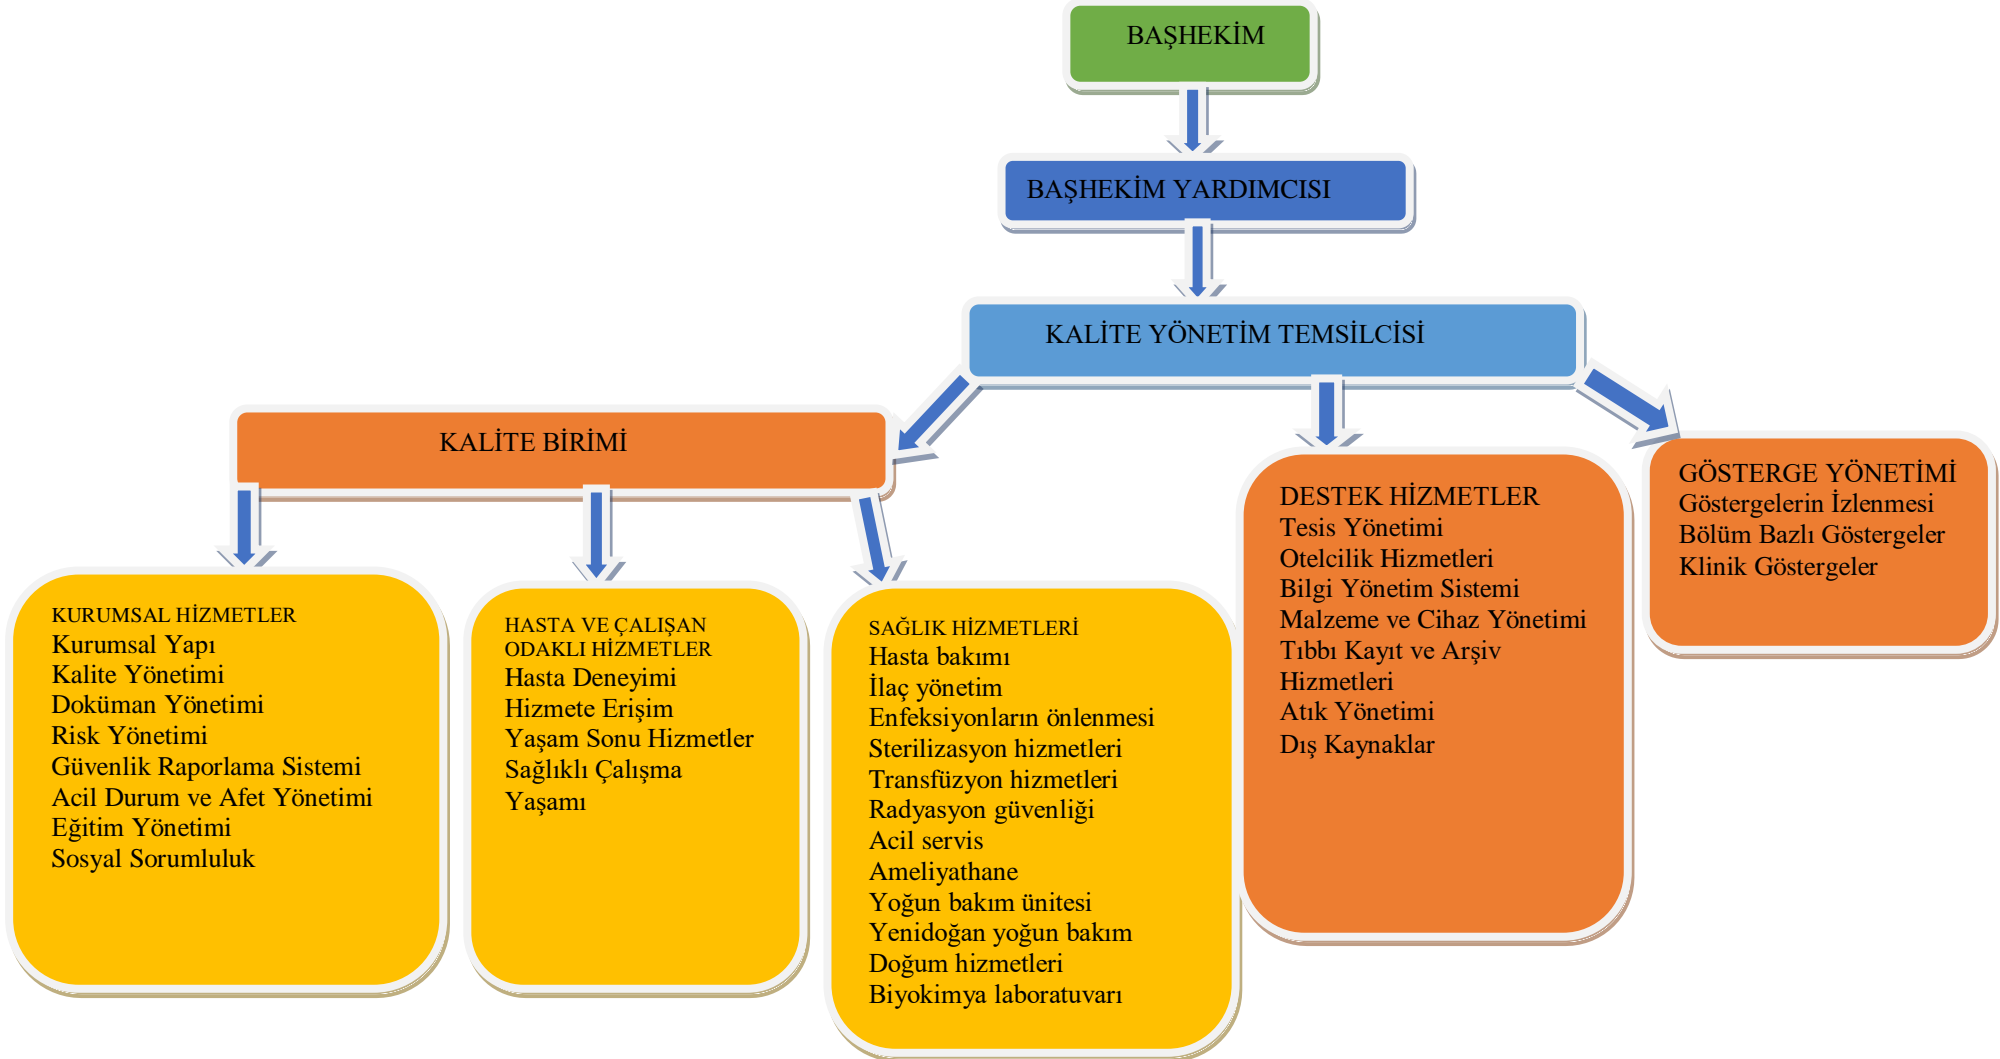 BAŞHEKİM
BAŞHEKİM YARDIMCISI
KALİTE YÖNETİM TEMSİLCİSİ
KALİTE BİRİMİ
KURUMSAL HİZMETLER
Kurumsal Yapı
Kalite Yönetimi
Doküman Yönetimi
Risk Yönetimi
Güvenlik Raporlama Sistemi
Acil Durum ve Afet Yönetimi
Eğitim Yönetimi
Sosyal Sorumluluk
HASTA VE ÇALIŞAN
ODAKLI HİZMETLER
Hasta Deneyimi
Hizmete Erişim
Yaşam Sonu Hizmetler
Sağlıklı Çalışma
Yaşamı
SAĞLIK HİZMETLERİ
Hasta bakımı
İlaç yönetim
Enfeksiyonların önlenmesi
Sterilizasyon hizmetleri
Transfüzyon hizmetleri
Radyasyon güvenliği
Acil servis
Ameliyathane
Yoğun bakım ünitesi
Yenidoğan yoğun bakım
Doğum hizmetleri
Biyokimya laboratuvarı
DESTEK HİZMETLER
Tesis Yönetimi
Otelcilik Hizmetleri
Bilgi Yönetim Sistemi
Malzeme ve Cihaz Yönetimi
Tıbbı Kayıt ve Arşiv
Hizmetleri
Atık Yönetimi
Dış Kaynaklar
GÖSTERGE YÖNETİMİ
Göstergelerin İzlenmesi
Bölüm Bazlı Göstergeler
Klinik Göstergeler